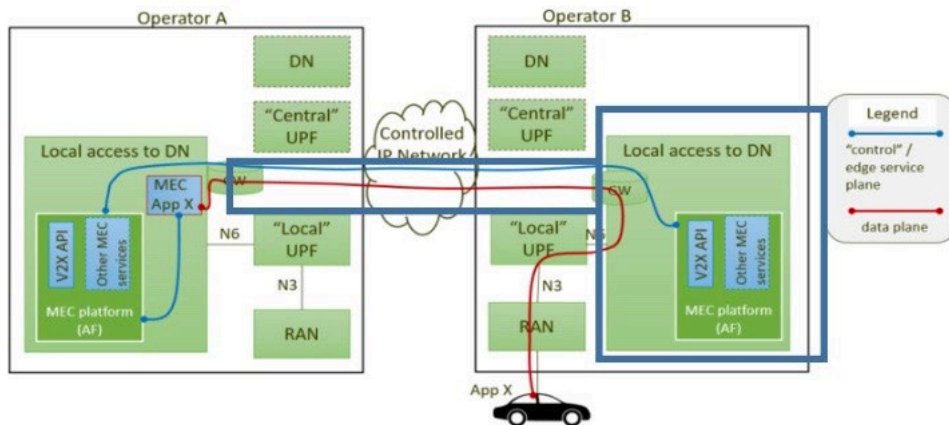 Operator A
DN
"Central"
UPF
Local access to DN
GW
MEC
App X
V2X API
Other MEC
services
MEC platform
(AF)
N6
"Local"
UPF
N3
RAN
Controlled
IP Network
Operator B
DN
"Central"
UPF
Local access to DN
GW
"Local"
UPF
N6
N3
RAN
App X
V2X API
Other MEC
services
MEC platform
(AF)
Legend
"control" /
edge service
plane
data plane